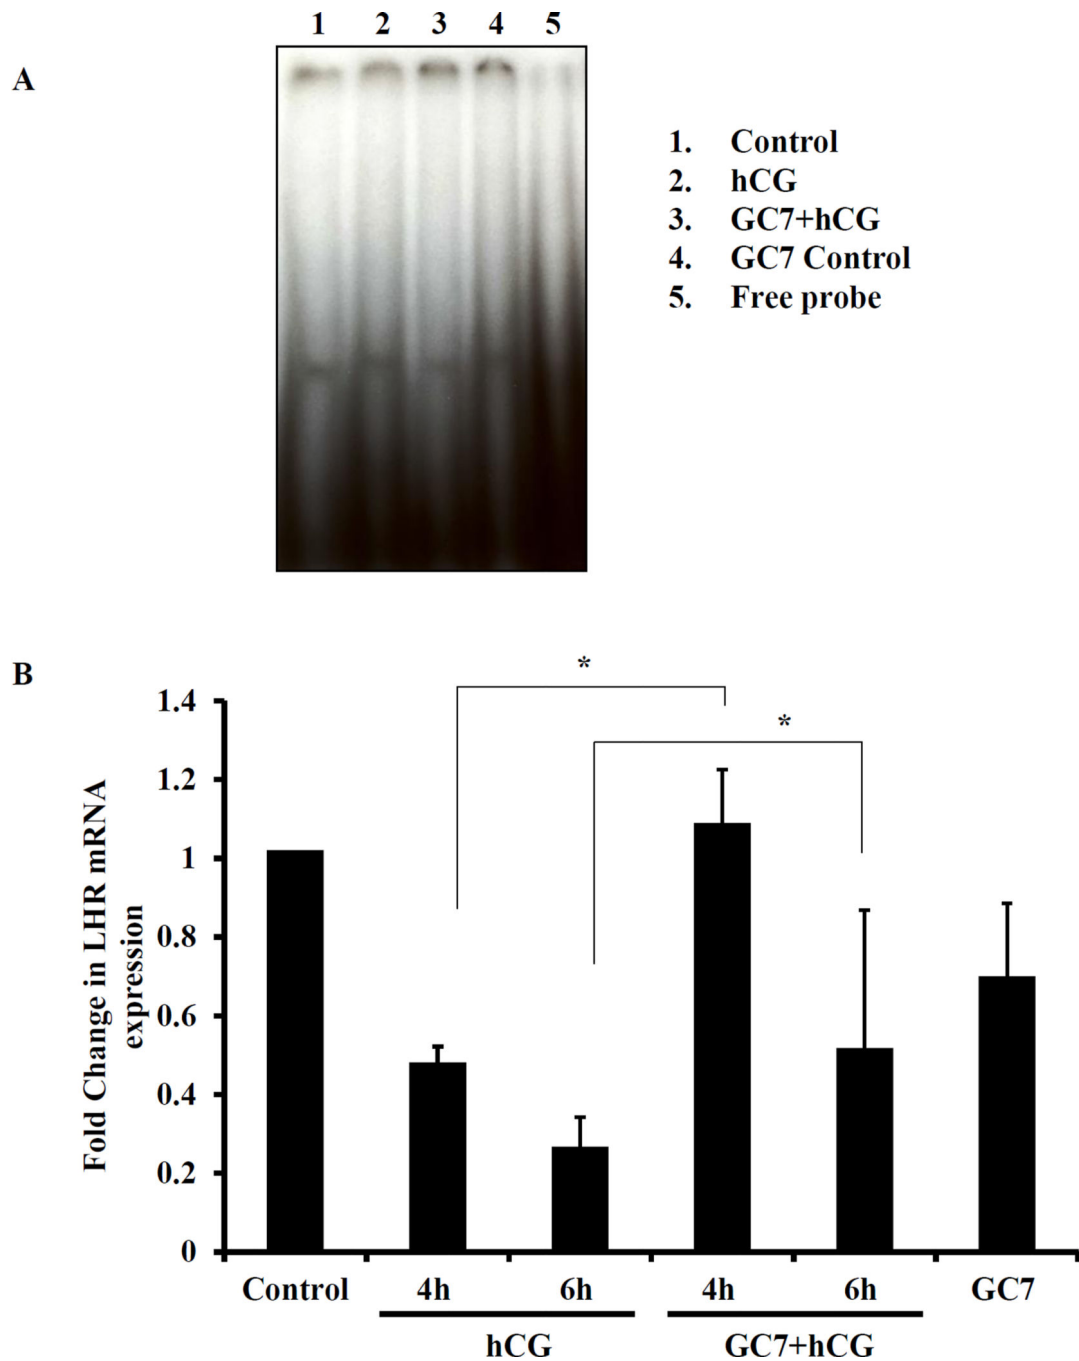 1 2 3 4 5
A
1. Control
2. hCG
3. GC7+hCG
4. GC7 Control
5. Free probe
B
*
*
Fold Change in LHR mRNA
expression
1.4
1.2
1
0.8
0.6
0.4
0.2
0
Control 4h 6h 4h 6h GC7
hCG GC7+hCG